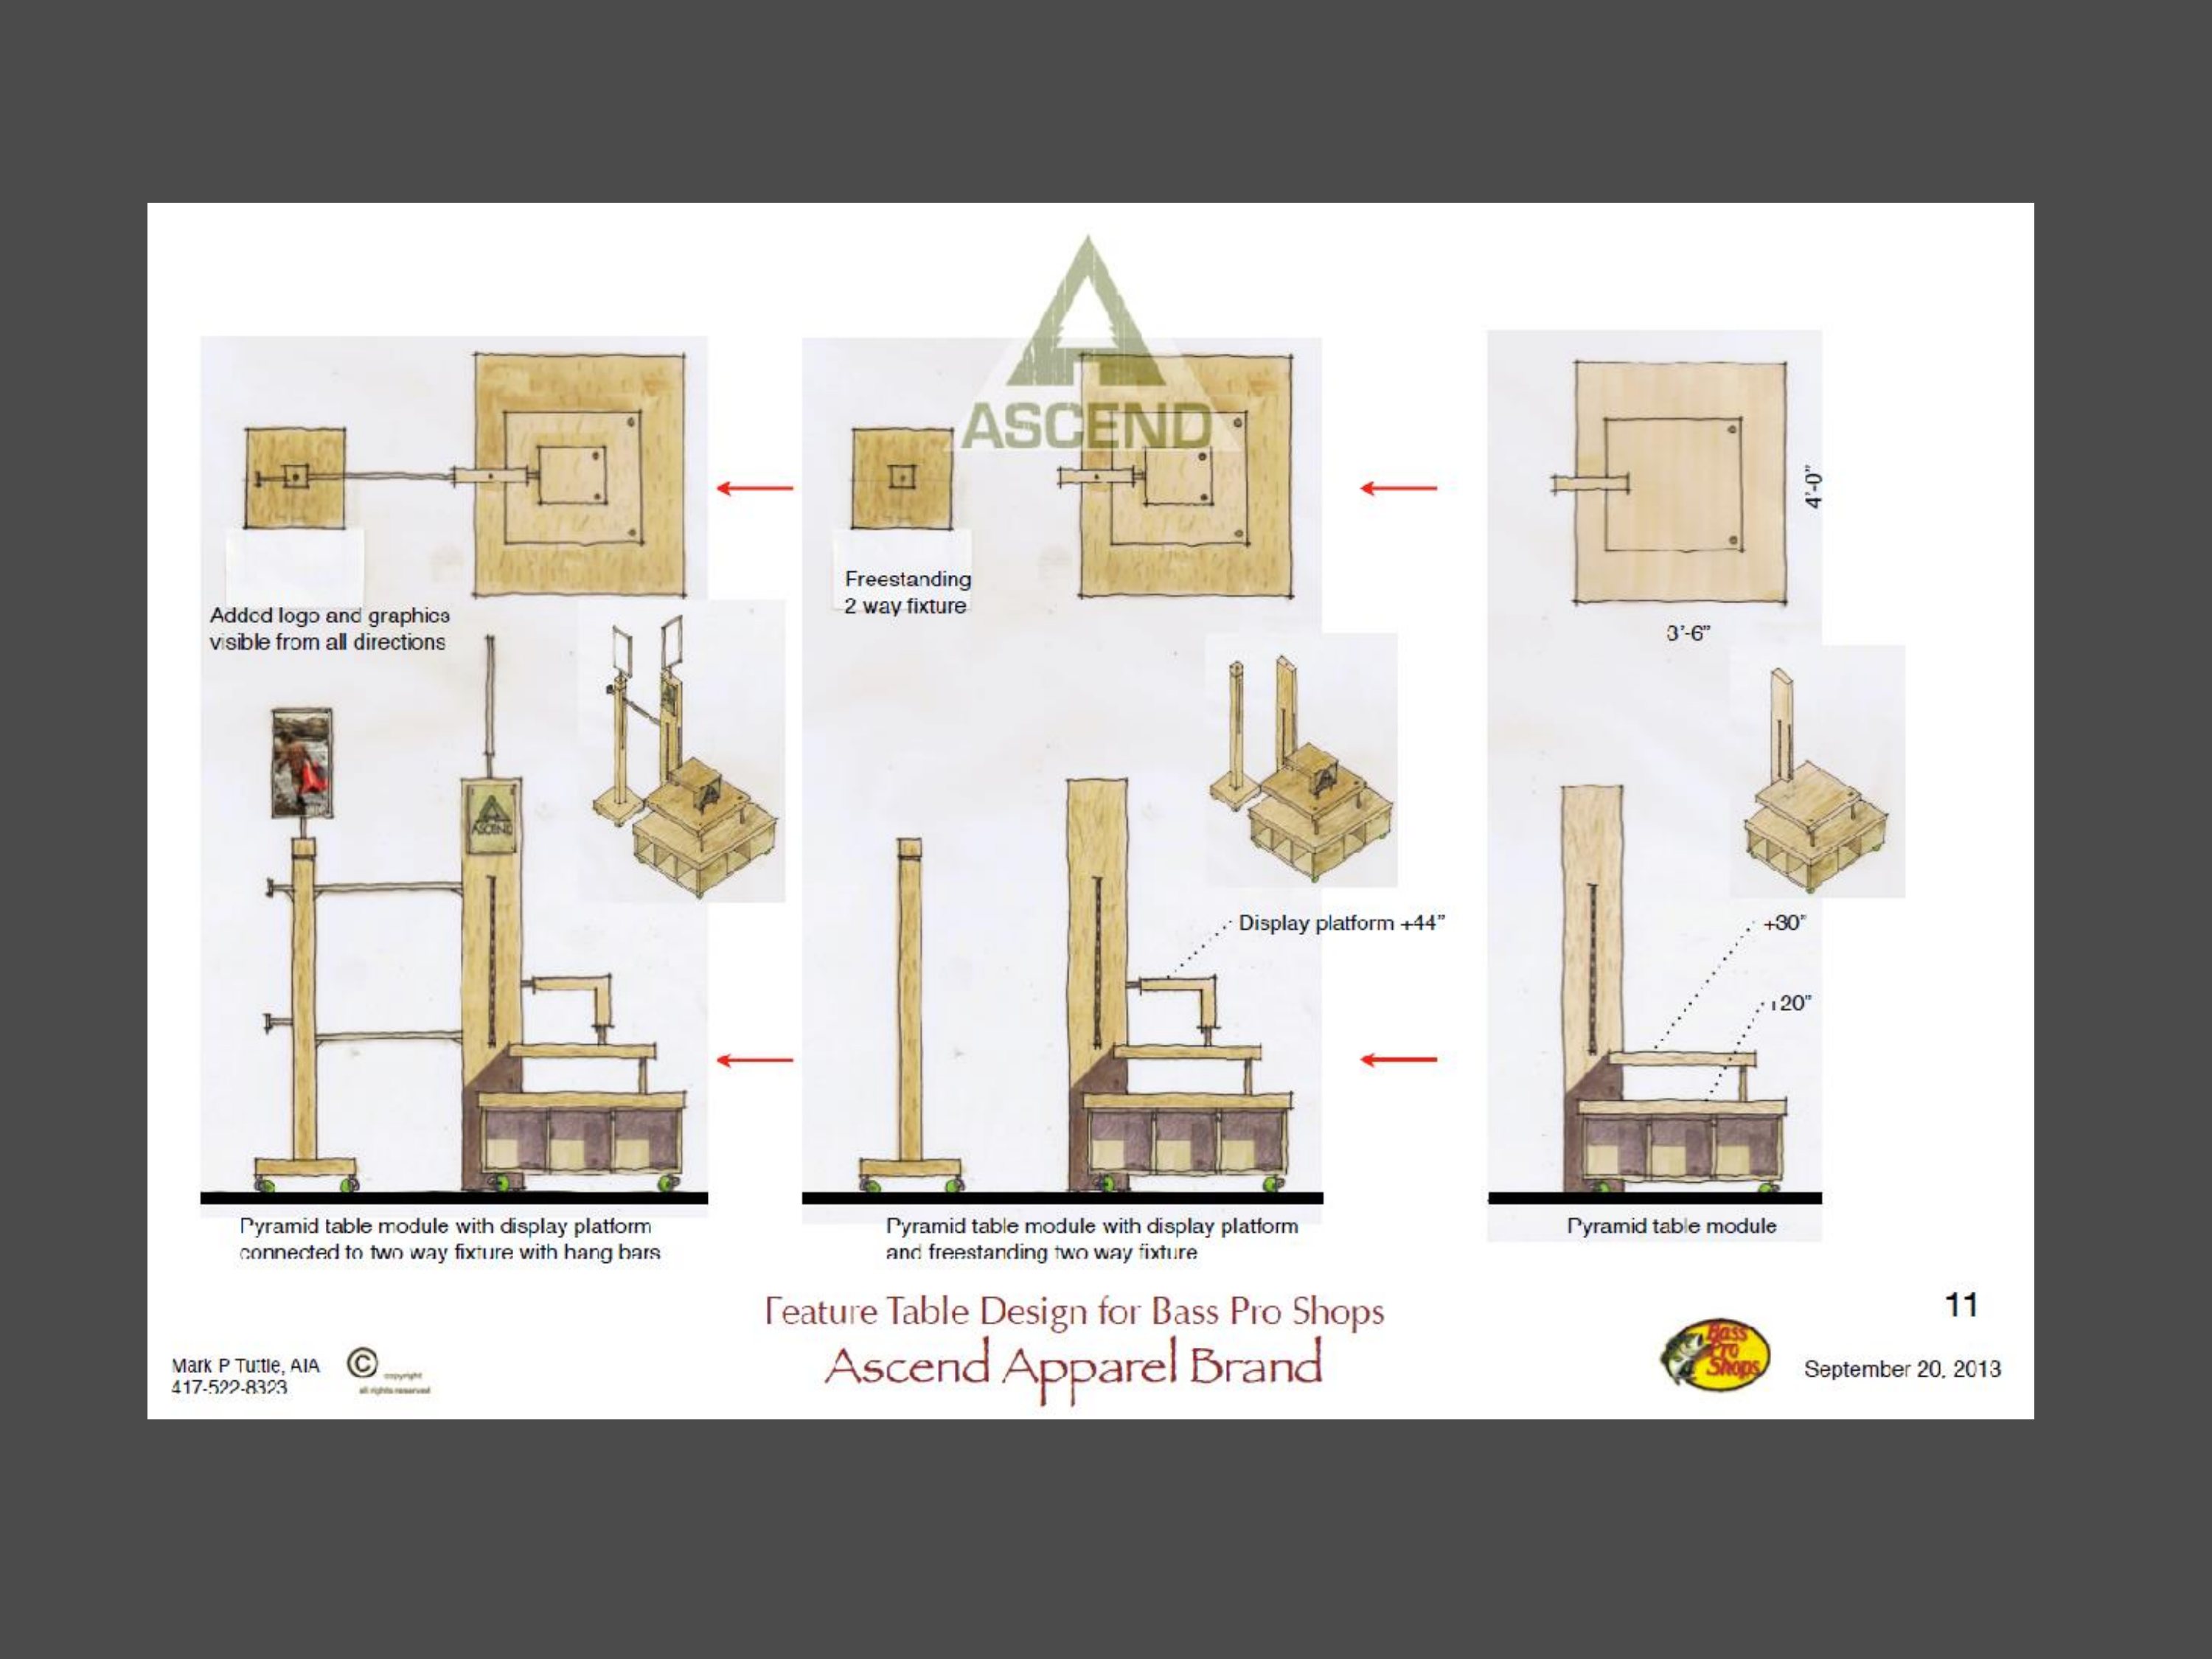 ASCEND
Added logo and graphics
visible from all directions
Freestanding
2 way fixture
4'-0"
3'-6"
ASCEND
Display platform +44"
+30"
+20"
Pyramid table module with display platform
connected to two way fixture with hang bars
Pyramid table module with display platform
and freestanding two way fixture
Pyramid table module
Feature Table Design for Bass Pro Shops
Ascend Apparel Brand
11
Mark P Tuttle, AIA
417-522-8323
©
copyright
all rights reserved
Bass
Pro
Shops
September 20, 2013